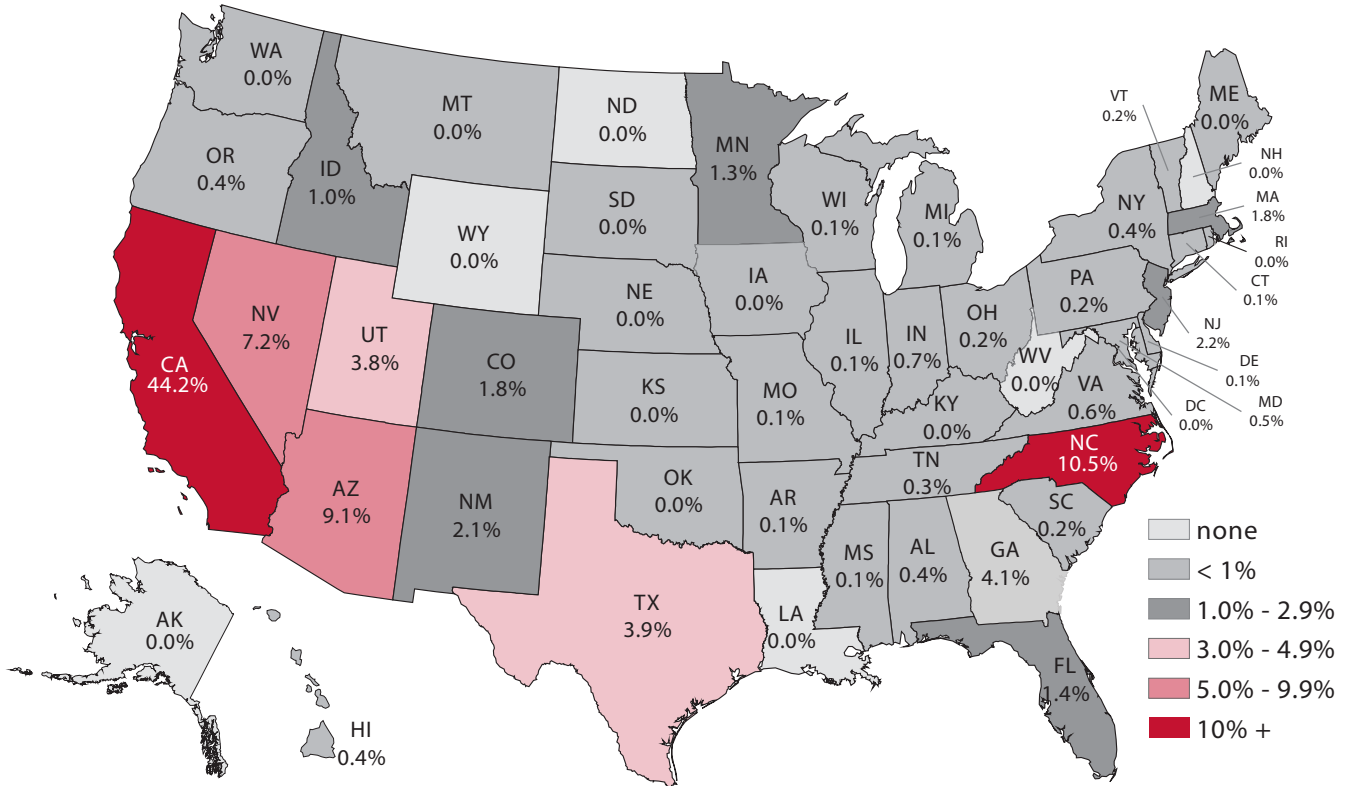 WA
0.0%
MT
0.0%
ND
0.0%
MN
1.3%
VT
0.2%
ME
0.0%
OR
0.4%
ID
1.0%
SD
0.0%
WI
0.1%
MI
0.1%
NY
0.4%
NH
0.0%
MA
1.8%
RI
0.0%
CT
0.1%
WY
0.0%
NE
0.0%
IA
0.0%
PA
0.2%
NJ
2.2%
NV
7.2%
UT
3.8%
CO
1.8%
IL
0.1%
IN
0.7%
OH
0.2%
WV
0.0%
VA
0.6%
DE
0.1%
MD
0.5%
DC
0.0%
CA
44.2%
KS
0.0%
MO
0.1%
KY
0.0%
NC
10.5%
TN
0.3%
AZ
9.1%
NM
2.1%
OK
0.0%
AR
0.1%
SC
0.2%
MS
0.1%
AL
0.4%
GA
4.1%
TX
3.9%
LA
0.0%
FL
1.4%
AK
0.0%
HI
0.4%
none
< 1%
1.0% - 2.9%
3.0% - 4.9%
5.0% - 9.9%
10% +